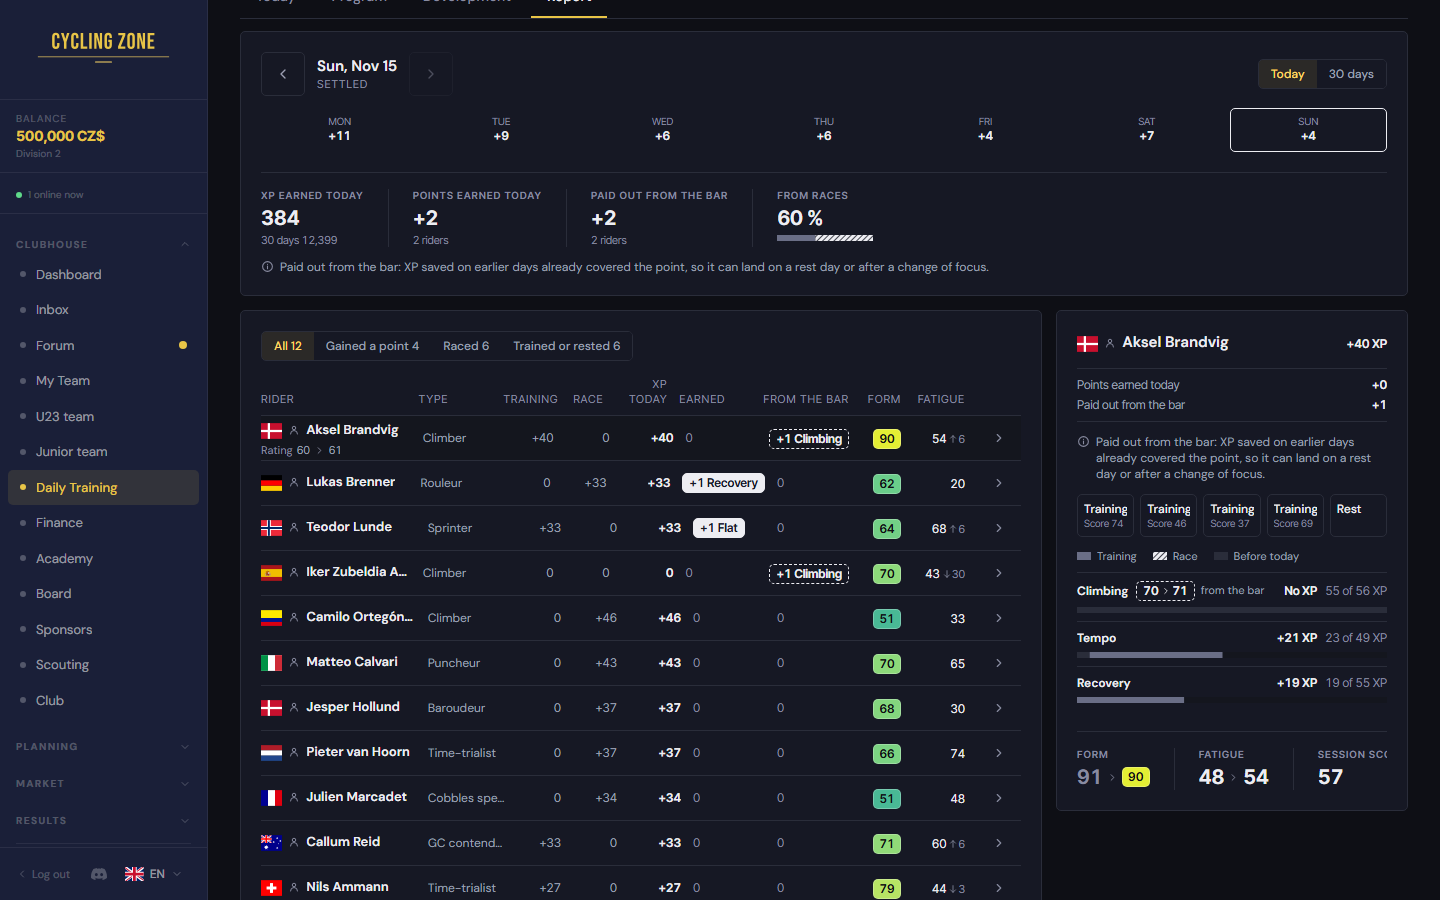 Today Program Development Report
CYCLING ZONE
BALANCE
500,000 CZ$
Division 2
1 online now
CLUBHOUSE
Dashboard
Inbox
Forum
My Team
U23 team
Junior team
Daily Training
Finance
Academy
Board
Sponsors
Scouting
Club
PLANNING
MARKET
RESULTS
Log out
EN
Sun, Nov 15
SETTLED
Today 30 days
MON TUE WED THU FRI SAT SUN
+11 +9 +6 +6 +4 +7 +4
XP EARNED TODAY POINTS EARNED TODAY PAID OUT FROM THE BAR FROM RACES
384 +2 +2 60 %
30 days 12,399 2 riders 2 riders
Paid out from the bar: XP saved on earlier days already covered the point, so it can land on a rest day or after a change of focus.
All 12 Gained a point 4 Raced 6 Trained or rested 6
RIDER TYPE TRAINING RACE XP TODAY EARNED FROM THE BAR FORM FATIGUE
Aksel Brandvig Climber +40 0 +40 0 +1 Climbing 90 54 ↑6
Rating 60 > 61
Lukas Brenner Rouleur 0 +33 +33 +1 Recovery 0 62 20
Teodor Lunde Sprinter +33 0 +33 +1 Flat 0 64 68 ↑6
Iker Zubeldia A... Climber 0 0 0 0 +1 Climbing 70 43 ↓30
Camilo Ortegón... Climber 0 +46 +46 0 0 51 33
Matteo Calvari Puncheur 0 +43 +43 0 0 70 65
Jesper Hollund Baroudeur 0 +37 +37 0 0 68 30
Pieter van Hoorn Time-trialist 0 +37 +37 0 0 66 74
Julien Marcadet Cobbles spe... 0 +34 +34 0 0 51 48
Callum Reid GC contend... +33 0 +33 0 0 71 60 ↑6
Nils Ammann Time-trialist +27 0 +27 0 0 79 44 ↓3
Aksel Brandvig +40 XP
Points earned today +0
Paid out from the bar +1
Paid out from the bar: XP saved on earlier days
already covered the point, so it can land on a rest
day or after a change of focus.
Training Training Training Training Rest
Score 74 Score 46 Score 37 Score 69
Training Race Before today
Climbing 70 > 71 from the bar No XP 55 of 56 XP
Tempo +21 XP 23 of 49 XP
Recovery +19 XP 19 of 55 XP
FORM FATIGUE SESSION SCO
91 > 90 48 > 54 57